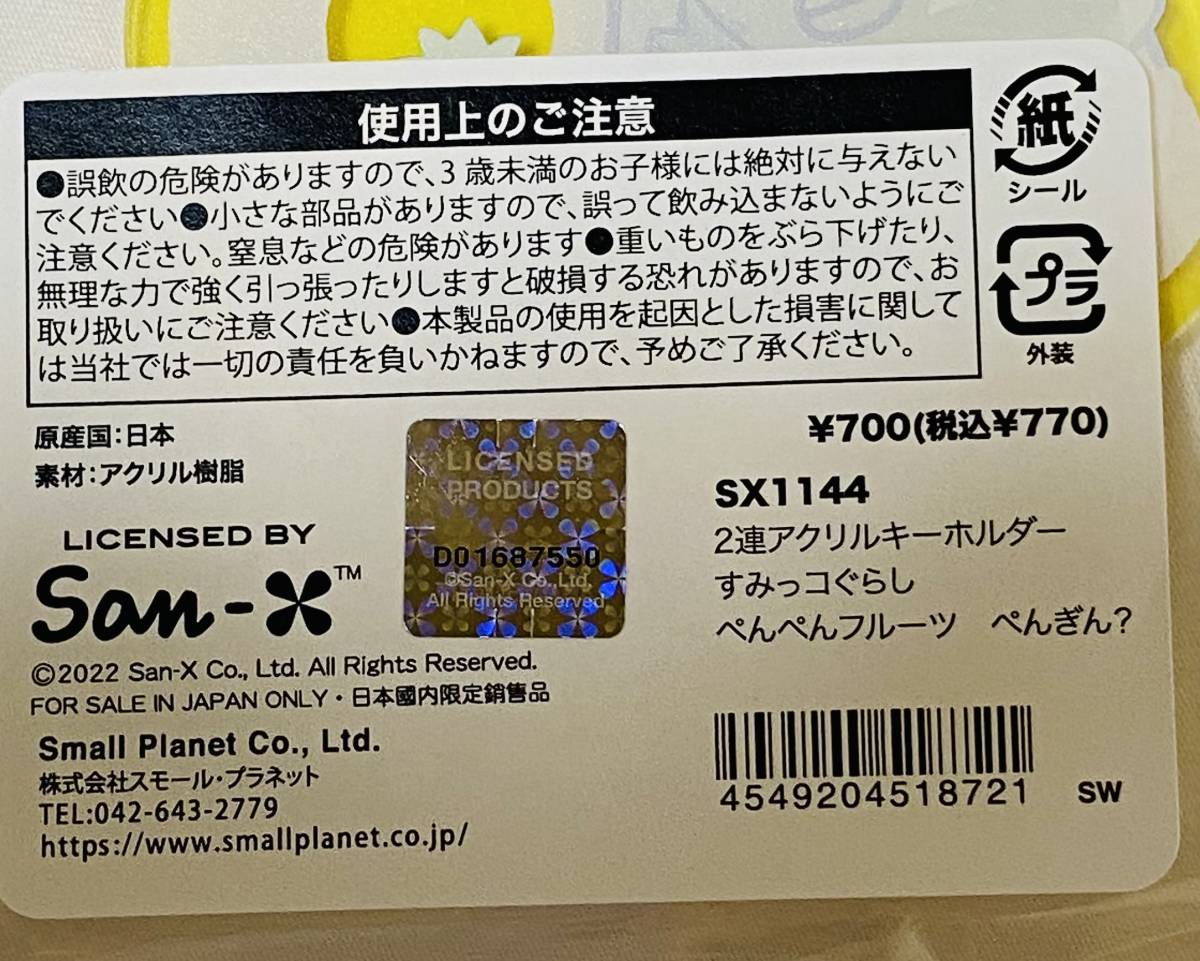 使用上のご注意
●誤飲の危険がありますので、3歳未満のお子様には絶対に与えない
でください●小さな部品がありますので、誤って飲み込まないようにご
注意ください。窒息などの危険があります●重いものをぶら下げたり、
無理な力で強く引っ張ったりしますと破損する恐れがありますので、お
取り扱いにご注意ください●本製品の使用を起因とした損害に関して
は当社では一切の責任を負いかねますので、予めご了承ください。
紙
シール
プラ
外装
原産国:日本
素材:アクリル樹脂
LICENSED BY
San-X™
©2022 San-X Co., Ltd. All Rights Reserved.
FOR SALE IN JAPAN ONLY・日本國内限定銷售品
Small Planet Co., Ltd.
株式会社スモール・プラネット
TEL:042-643-2779
https://www.smallplanet.co.jp/
LICENSED
PRODUCTS
D01687550
©San-X Co.,Ltd.
All Rights Reserved
¥700(税込¥770)
SX1144
2連アクリルキーホルダー
すみっコぐらし
ぺんぺんフルーツ ぺんぎん?
4549204518721 SW